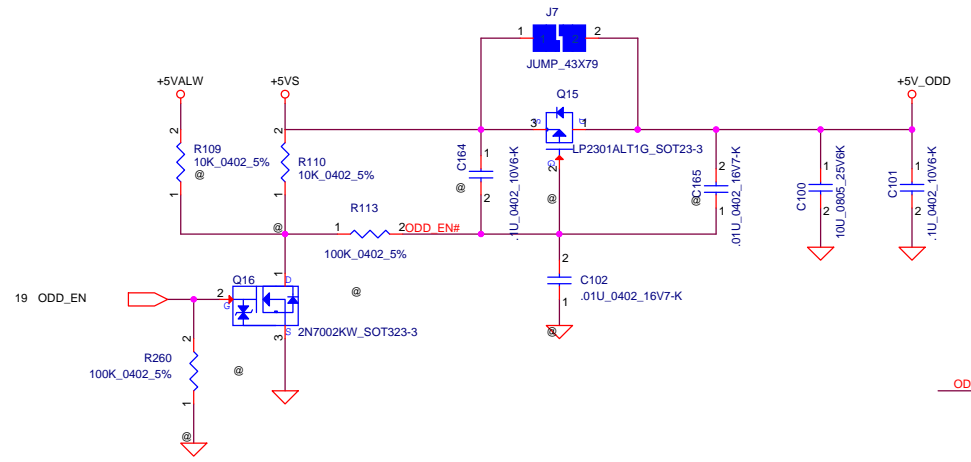 J7
1
1
2
2
JUMP_43X79
+5VALW
+5VS
+5V_ODD
Q15
3
S
D
1
LP2301ALT1G_SOT23-3
G
2
@
2
R109
10K_0402_5%
@
1
2
R110
10K_0402_5%
1
@
C164
1
2
@
.1U_0402_10V6-K
C165
2
1
@
.01U_0402_16V7-K
C100
1
2
10U_0805_25V6K
C101
1
2
.1U_0402_10V6-K
R113
1
2
ODD_EN#
100K_0402_5%
@
2
C102
1
.01U_0402_16V7-K
@
19 ODD_EN
Q16
1
D
2
G
S
3
2N7002KW_SOT323-3
@
2
R260
100K_0402_5%
1
@
OD